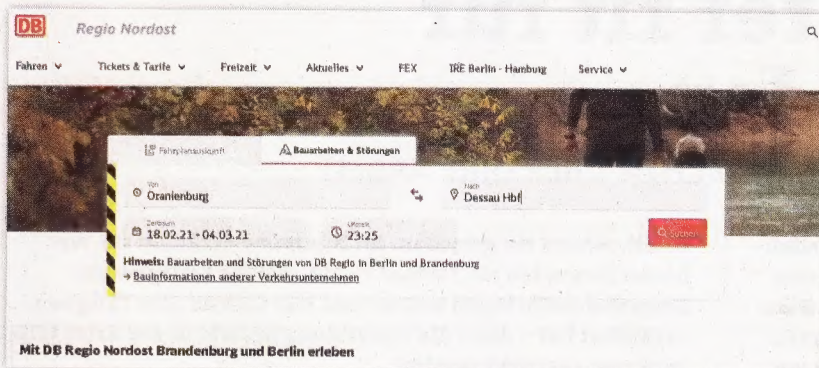 DB Regio Nordost
Fahren Tickets & Tarife Freizeit Aktuelles FEX IRE Berlin - Hamburg Service
Fahrplanauskunft Bauarbeiten & Störungen
Von Nach
Oranienburg Dessau Hbf
Zeitraum Uhrzeit
18.02.21 - 04.03.21 23:25 Suchen
Hinweis: Bauarbeiten und Störungen von DB Regio in Berlin und Brandenburg
→ Bauinformationen anderer Verkehrsunternehmen
Mit DB Regio Nordost Brandenburg und Berlin erleben